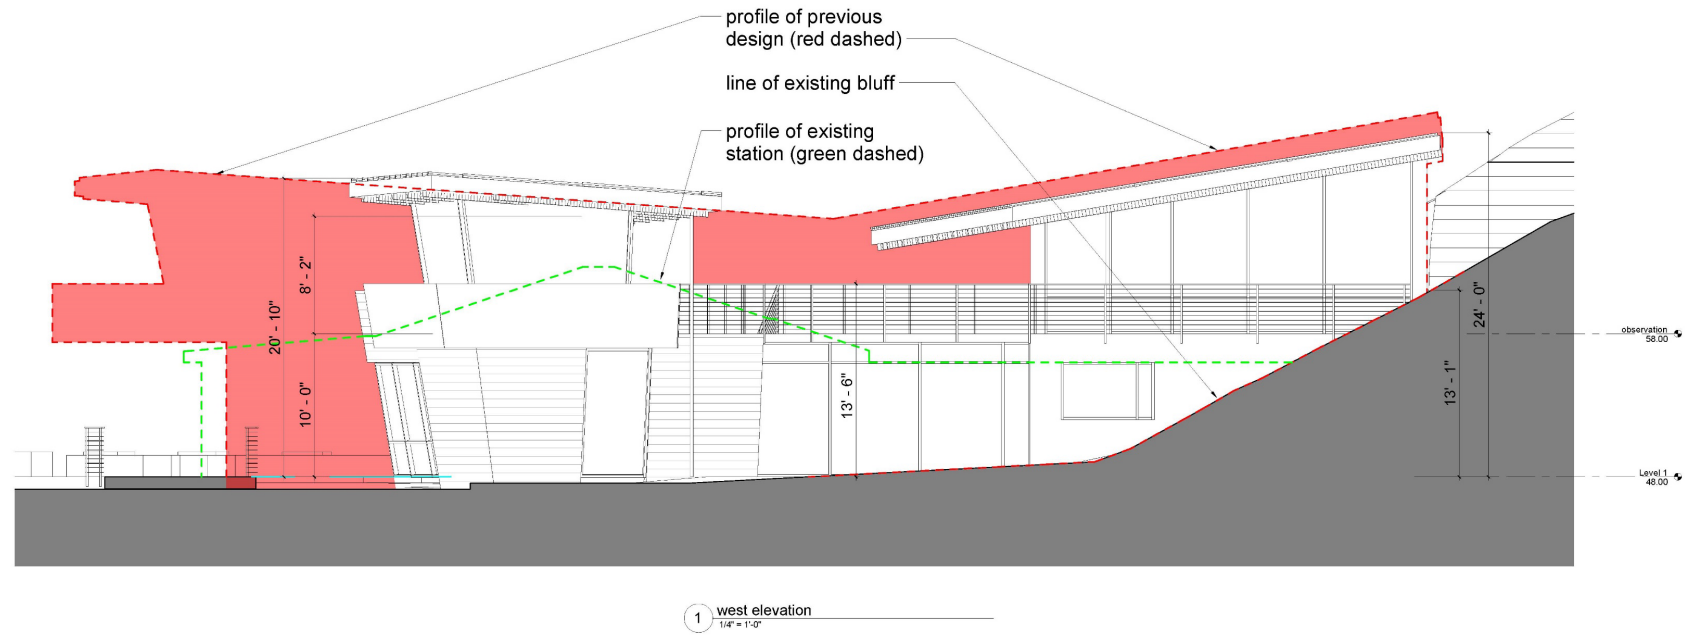 profile of previous
design (red dashed)
line of existing bluff
profile of existing
station (green dashed)
8' - 2"
20' - 10"
10' - 0"
13' - 6"
24' - 0"
13' - 1"
observation
58.00
Level 1
48.00
1
west elevation
1/4" = 1'-0"